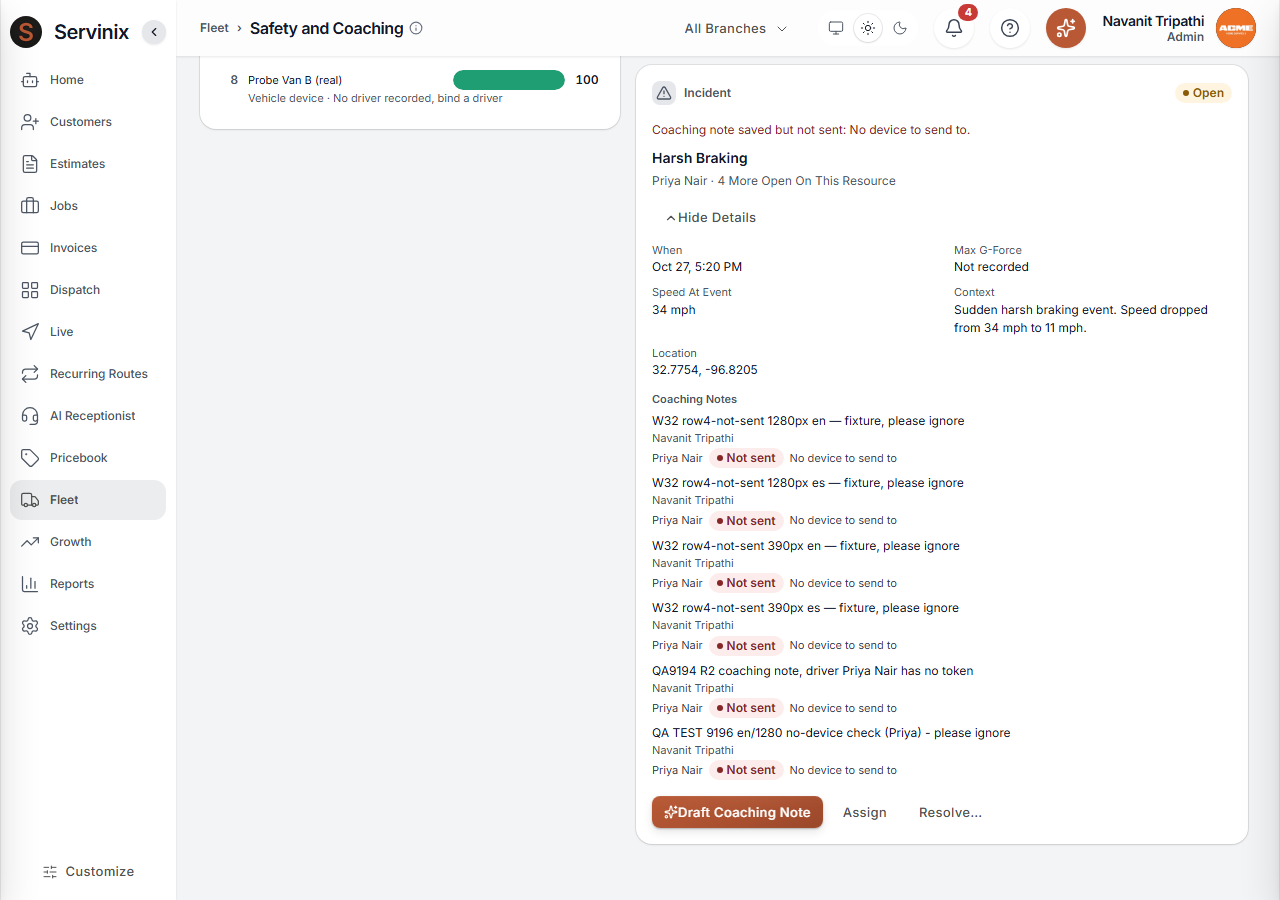 S
Servinix
Home
Customers
Estimates
Jobs
Invoices
Dispatch
Live
Recurring Routes
AI Receptionist
Pricebook
Fleet
Growth
Reports
Settings
Customize
Fleet › Safety and Coaching
All Branches
4
Navanit Tripathi
Admin
ACME
8 Probe Van B (real) 100
Vehicle device · No driver recorded, bind a driver
Incident
Open
Coaching note saved but not sent: No device to send to.
Harsh Braking
Priya Nair · 4 More Open On This Resource
Hide Details
When
Oct 27, 5:20 PM
Max G-Force
Not recorded
Speed At Event
34 mph
Context
Sudden harsh braking event. Speed dropped
from 34 mph to 11 mph.
Location
32.7754, -96.8205
Coaching Notes
W32 row4-not-sent 1280px en — fixture, please ignore
Navanit Tripathi
Priya Nair Not sent No device to send to
W32 row4-not-sent 1280px es — fixture, please ignore
Navanit Tripathi
Priya Nair Not sent No device to send to
W32 row4-not-sent 390px en — fixture, please ignore
Navanit Tripathi
Priya Nair Not sent No device to send to
W32 row4-not-sent 390px es — fixture, please ignore
Navanit Tripathi
Priya Nair Not sent No device to send to
QA9194 R2 coaching note, driver Priya Nair has no token
Navanit Tripathi
Priya Nair Not sent No device to send to
QA TEST 9196 en/1280 no-device check (Priya) - please ignore
Navanit Tripathi
Priya Nair Not sent No device to send to
Draft Coaching Note
Assign
Resolve...